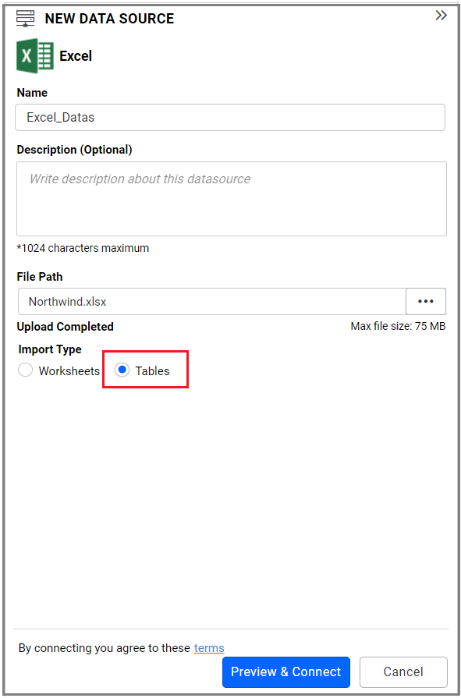 NEW DATA SOURCE
Excel
Name
Excel_Datas
Description (Optional)
Write description about this datasource
*1024 characters maximum
File Path
Northwind.xlsx
Upload Completed Max file size: 75 MB
Import Type
Worksheets Tables
By connecting you agree to these terms
Preview & Connect Cancel